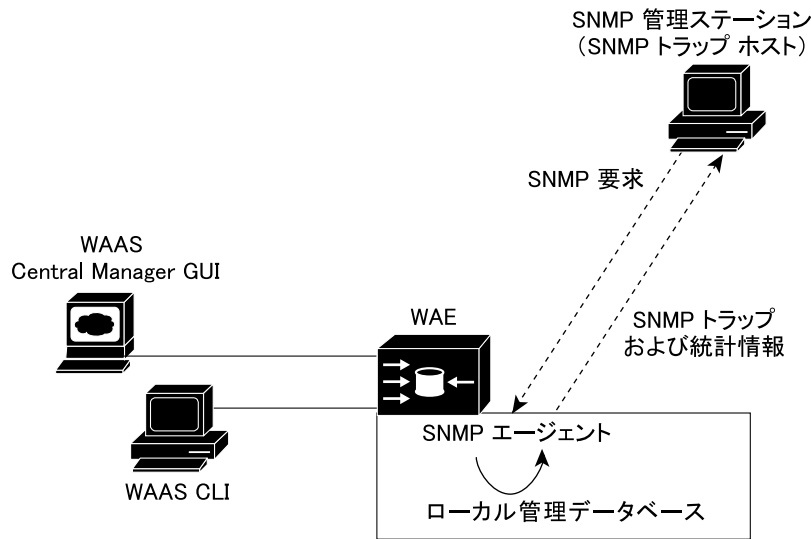 SNMP 管理ステーション
（SNMP トラップ ホスト）
SNMP 要求
WAAS
Central Manager GUI
WAE
SNMP トラップ
および統計情報
SNMP エージェント
WAAS CLI
ローカル管理データベース